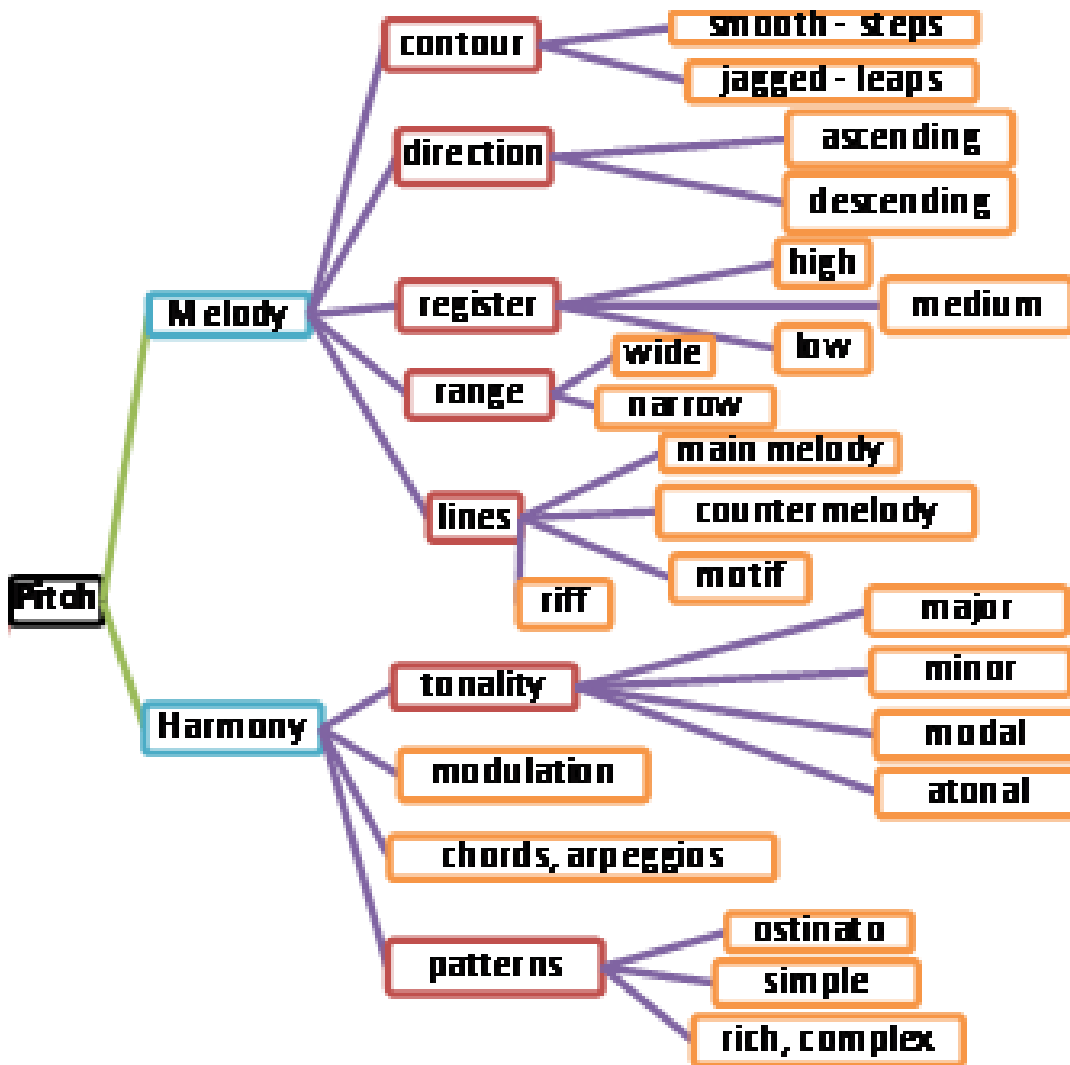 smooth - steps
contour
jagged - leaps
ascending
direction
descending
high
register
medium
Melody
low
wide
range
narrow
main melody
lines
countermelody
motif
riff
Pitch
major
minor
tonality
Harmony
modal
modulation
atonal
chords, arpeggios
ostinato
patterns
simple
rich, complex